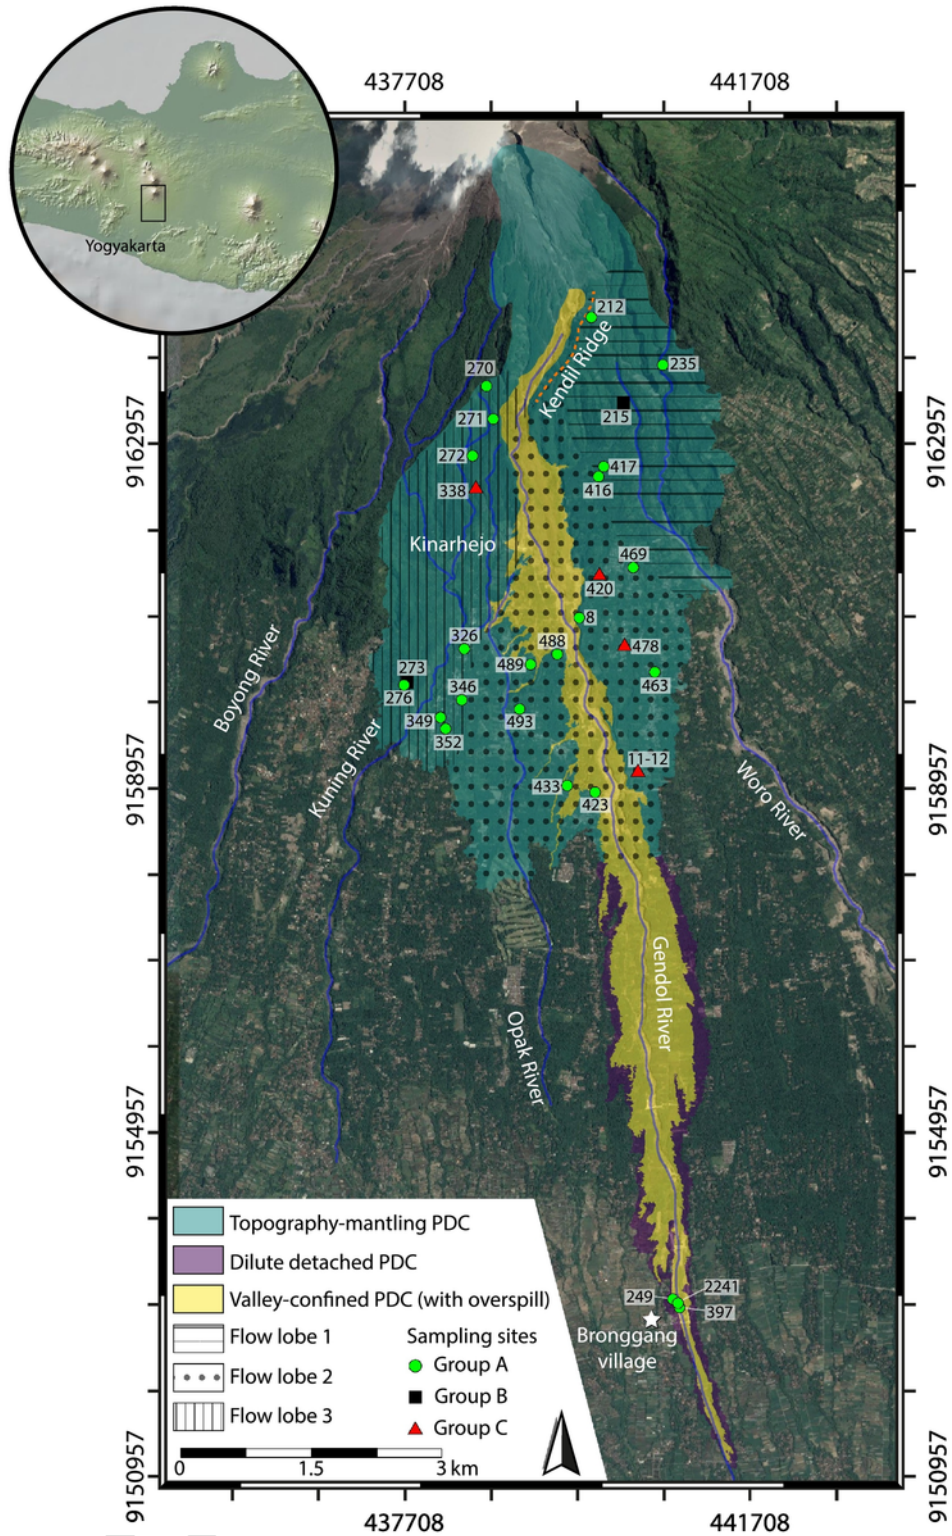 437708
441708
Yogyakarta
212
Kendil Ridge
235
270
215
271
9162957
9162957
272
417
416
338
Kinarhejo
469
420
8
326
488
478
489
Boyong River
273
276
346
463
349
493
352
Kuning River
11-12
433
423
9158957
9158957
Woro River
Gendol River
Opak River
9154957
9154957
Topography-mantling PDC
Dilute detached PDC
Valley-confined PDC (with overspill)
Flow lobe 1
Flow lobe 2
Flow lobe 3
Sampling sites
Group A
Group B
Group C
0 1.5 3 km
249
2241
397
Bronggang
village
9150957
9150957
437708
441708